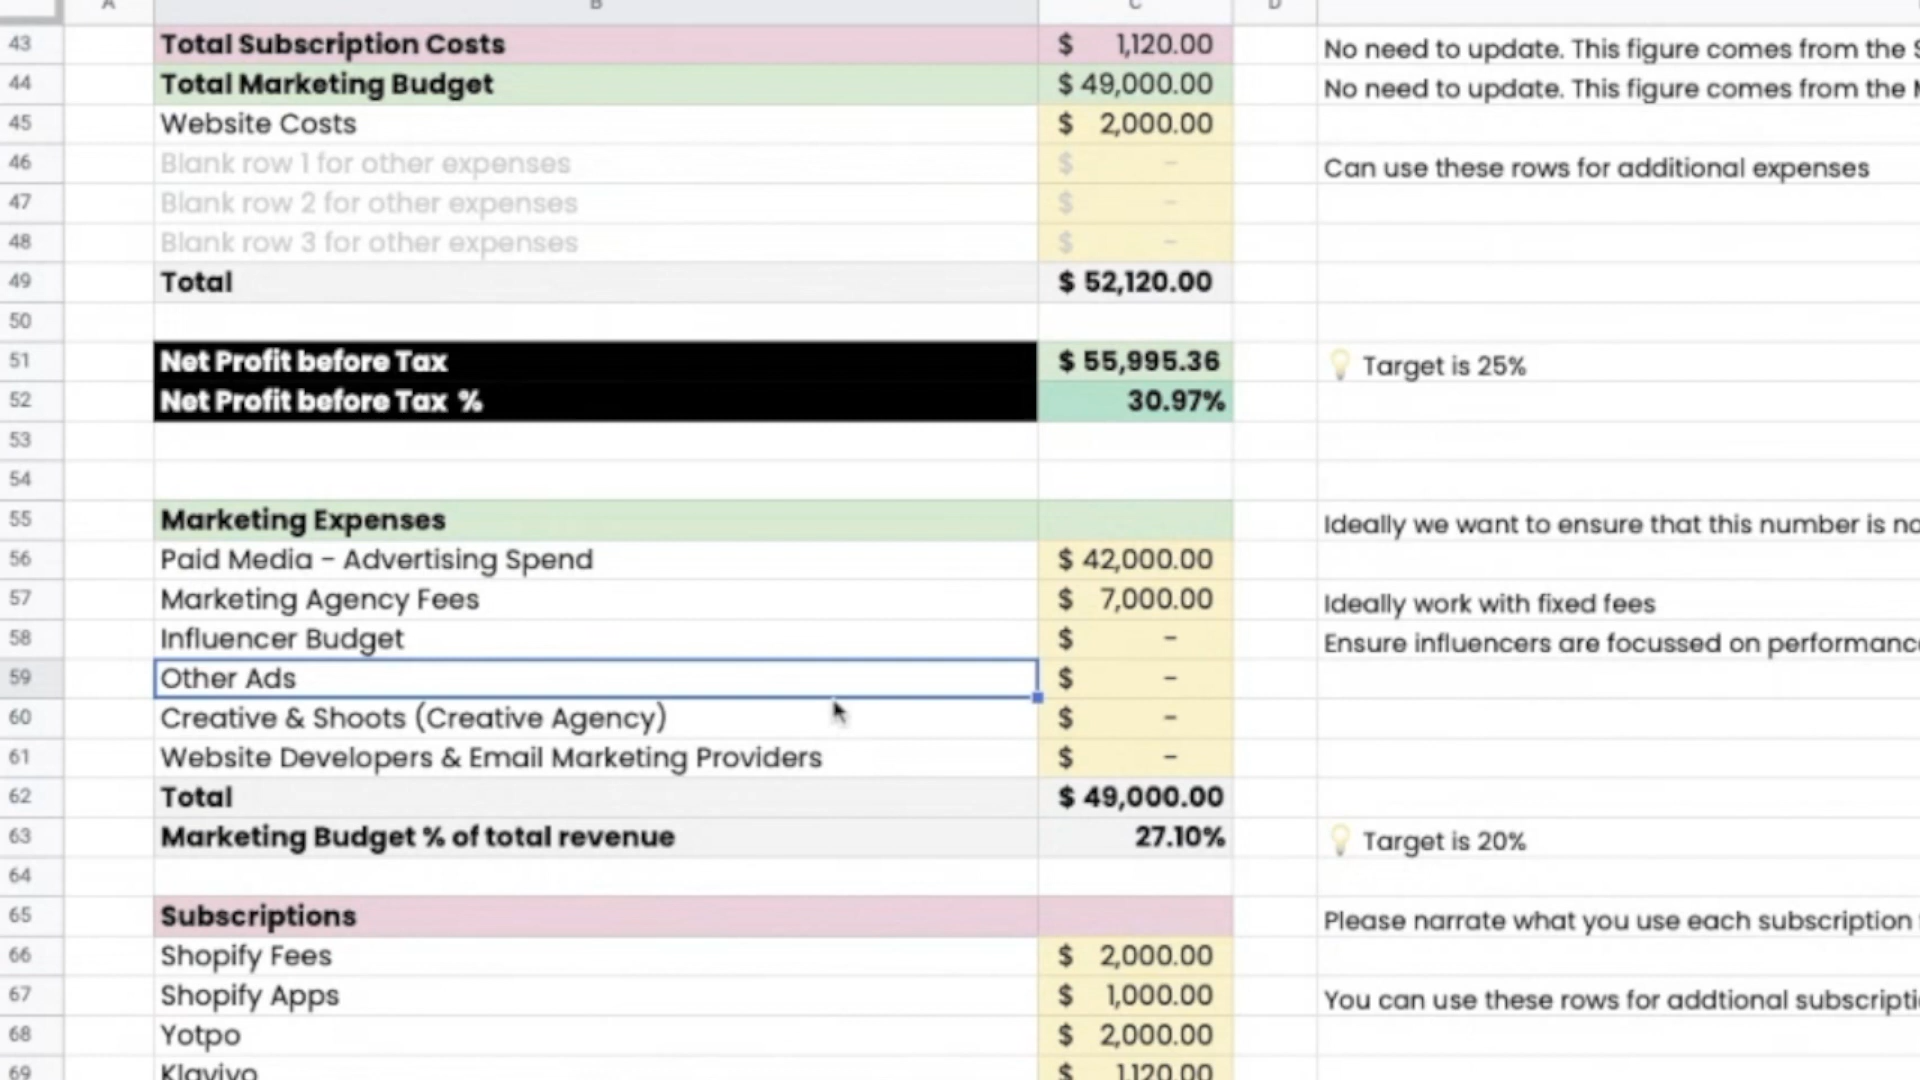 A B C D
43 Total Subscription Costs $ 1,120.00 No need to update. This figure comes from the
44 Total Marketing Budget $ 49,000.00 No need to update. This figure comes from the
45 Website Costs $ 2,000.00
46 Blank row 1 for other expenses $ - Can use these rows for additional expenses
47 Blank row 2 for other expenses $ -
48 Blank row 3 for other expenses $ -
49 Total $ 52,120.00
50
51 Net Profit before Tax $ 55,995.36 💡 Target is 25%
52 Net Profit before Tax % 30.97%
53
54
55 Marketing Expenses Ideally we want to ensure that this number is
56 Paid Media - Advertising Spend $ 42,000.00
57 Marketing Agency Fees $ 7,000.00 Ideally work with fixed fees
58 Influencer Budget $ - Ensure influencers are focussed on
59 Other Ads $ -
60 Creative & Shoots (Creative Agency) $ -
61 Website Developers & Email Marketing Providers $ -
62 Total $ 49,000.00
63 Marketing Budget % of total revenue 27.10% 💡 Target is 20%
64
65 Subscriptions Please narrate what you use each subscription
66 Shopify Fees $ 2,000.00
67 Shopify Apps $ 1,000.00 You can use these rows for addtional
68 Yotpo $ 2,000.00
69 Klaviyo $ 1,120.00